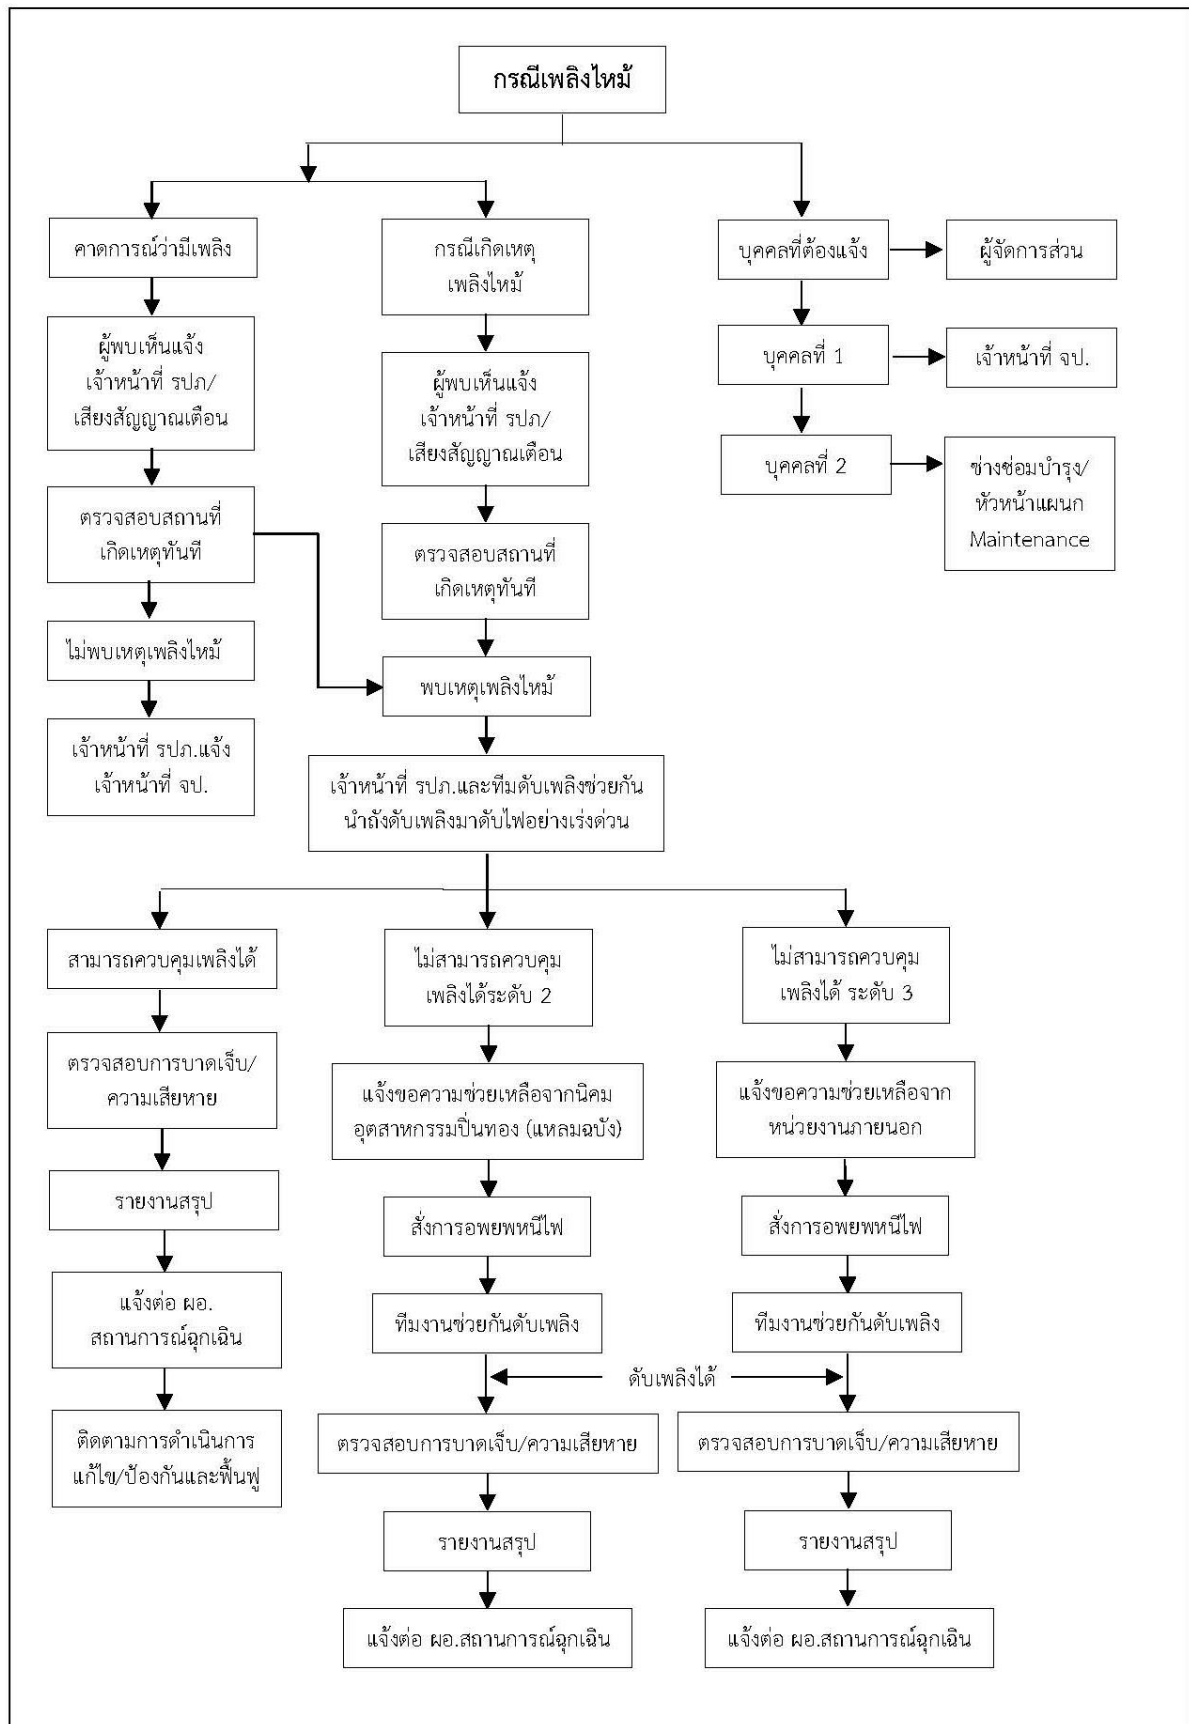 กรณีเพลิงไหม้
คาดการณ์ว่ามีเพลิง
ผู้พบเห็นแจ้ง
เจ้าหน้าที่ รปภ/
เสียงสัญญาณเตือน
ตรวจสอบสถานที่
เกิดเหตุทันที
ไม่พบเหตุเพลิงไหม้
เจ้าหน้าที่ รปภ.แจ้ง
เจ้าหน้าที่ จป.
กรณีเกิดเหตุ
เพลิงไหม้
ผู้พบเห็นแจ้ง
เจ้าหน้าที่ รปภ/
เสียงสัญญาณเตือน
ตรวจสอบสถานที่
เกิดเหตุทันที
พบเหตุเพลิงไหม้
เจ้าหน้าที่ รปภ.และทีมดับเพลิงช่วยกัน
นำถังดับเพลิงมาดับไฟอย่างเร่งด่วน
บุคคลที่ต้องแจ้ง
ผู้จัดการส่วน
บุคคลที่ 1
เจ้าหน้าที่ จป.
บุคคลที่ 2
ช่างซ่อมบำรุง/
หัวหน้าแผนก
Maintenance
สามารถควบคุมเพลิงได้
ตรวจสอบการบาดเจ็บ/
ความเสียหาย
รายงานสรุป
แจ้งต่อ ผอ.
สถานการณ์ฉุกเฉิน
ติดตามการดำเนินการ
แก้ไข/ป้องกันและฟื้นฟู
ไม่สามารถควบคุม
เพลิงได้ระดับ 2
แจ้งขอความช่วยเหลือจากนิคม
อุตสาหกรรมปิ่นทอง (แหลมฉบัง)
สั่งการอพยพหนีไฟ
ทีมงานช่วยกันดับเพลิง
ดับเพลิงได้
ตรวจสอบการบาดเจ็บ/ความเสียหาย
รายงานสรุป
แจ้งต่อ ผอ.สถานการณ์ฉุกเฉิน
ไม่สามารถควบคุม
เพลิงได้ ระดับ 3
แจ้งขอความช่วยเหลือจาก
หน่วยงานภายนอก
สั่งการอพยพหนีไฟ
ทีมงานช่วยกันดับเพลิง
ตรวจสอบการบาดเจ็บ/ความเสียหาย
รายงานสรุป
แจ้งต่อ ผอ.สถานการณ์ฉุกเฉิน